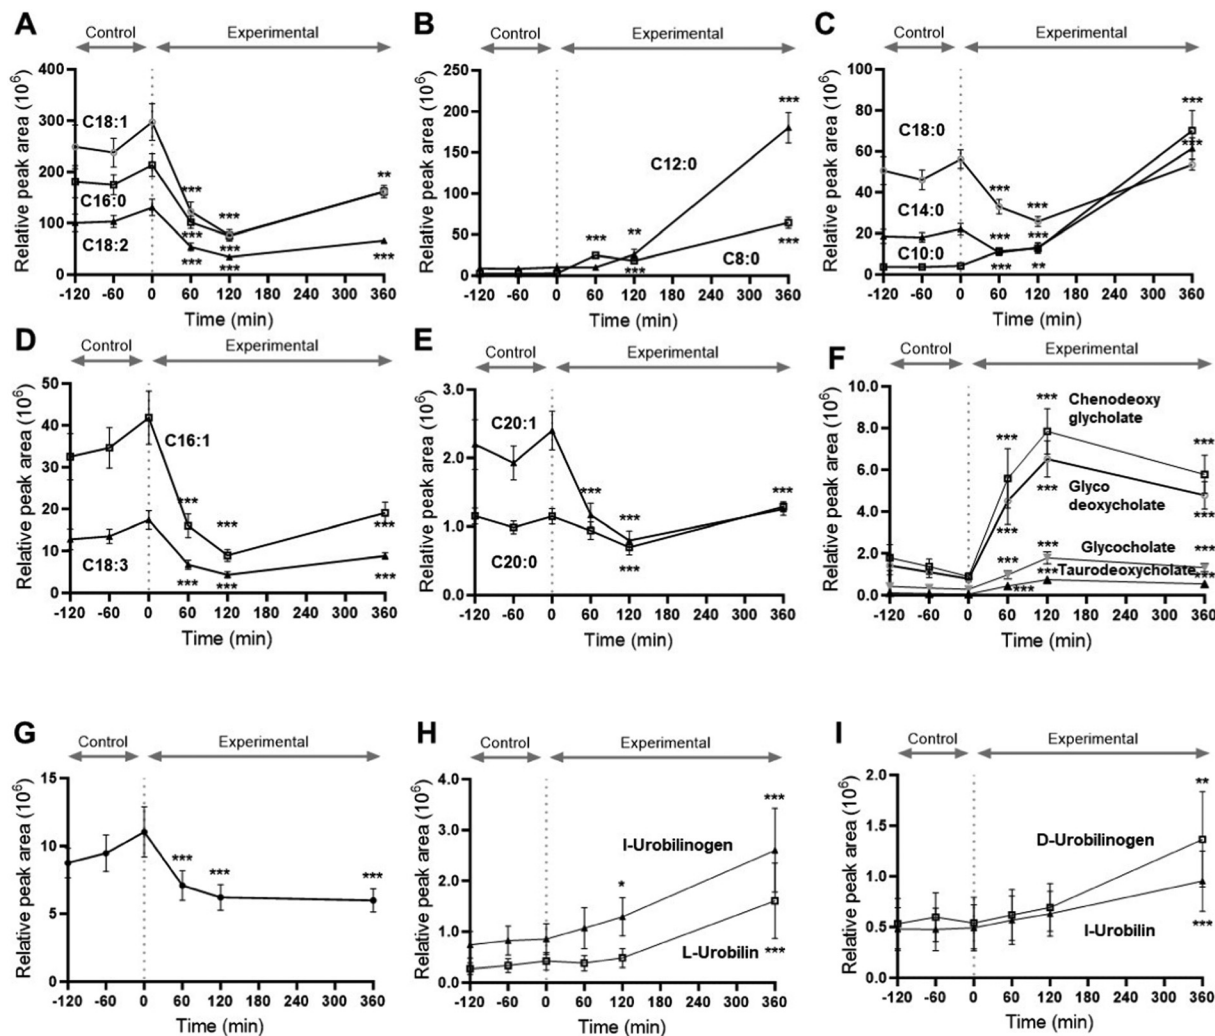 A
Control
Experimental
Relative peak area (10⁶)
400
300
200
100
0
C18:1
C16:0
C18:2
***
***
***
***
***
***
**
***
-120 -60 0 60 120 180 240 300 360
Time (min)
B
Control
Experimental
Relative peak area (10⁶)
250
200
150
100
50
0
C12:0
C8:0
***
**
***
***
***
-120 -60 0 60 120 180 240 300 360
Time (min)
C
Control
Experimental
Relative peak area (10⁶)
100
80
60
40
20
0
C18:0
C14:0
C10:0
***
***
***
***
**
***
***
-120 -60 0 60 120 180 240 300 360
Time (min)
D
Control
Experimental
Relative peak area (10⁶)
50
40
30
20
10
0
C16:1
C18:3
***
***
***
***
***
***
-120 -60 0 60 120 180 240 300 360
Time (min)
E
Control
Experimental
Relative peak area (10⁶)
3.0
2.0
1.0
0.0
C20:1
C20:0
***
***
***
***
-120 -60 0 60 120 180 240 300 360
Time (min)
F
Control
Experimental
Relative peak area (10⁶)
10.0
8.0
6.0
4.0
2.0
0.0
Chenodeoxy
glycholate
Glyco
deoxycholate
Glycocholate
Taurodeoxycholate
***
***
***
***
***
***
***
***
***
***
***
***
-120 -60 0 60 120 180 240 300 360
Time (min)
G
Control
Experimental
Relative peak area (10⁶)
15
10
5
0
***
***
***
-120 -60 0 60 120 180 240 300 360
Time (min)
H
Control
Experimental
Relative peak area (10⁶)
4.0
3.0
2.0
1.0
0.0
I-Urobilinogen
L-Urobilin
*
***
***
-120 -60 0 60 120 180 240 300 360
Time (min)
I
Control
Experimental
Relative peak area (10⁶)
2.0
1.5
1.0
0.5
0.0
D-Urobilinogen
I-Urobilin
**
***
-120 -60 0 60 120 180 240 300 360
Time (min)